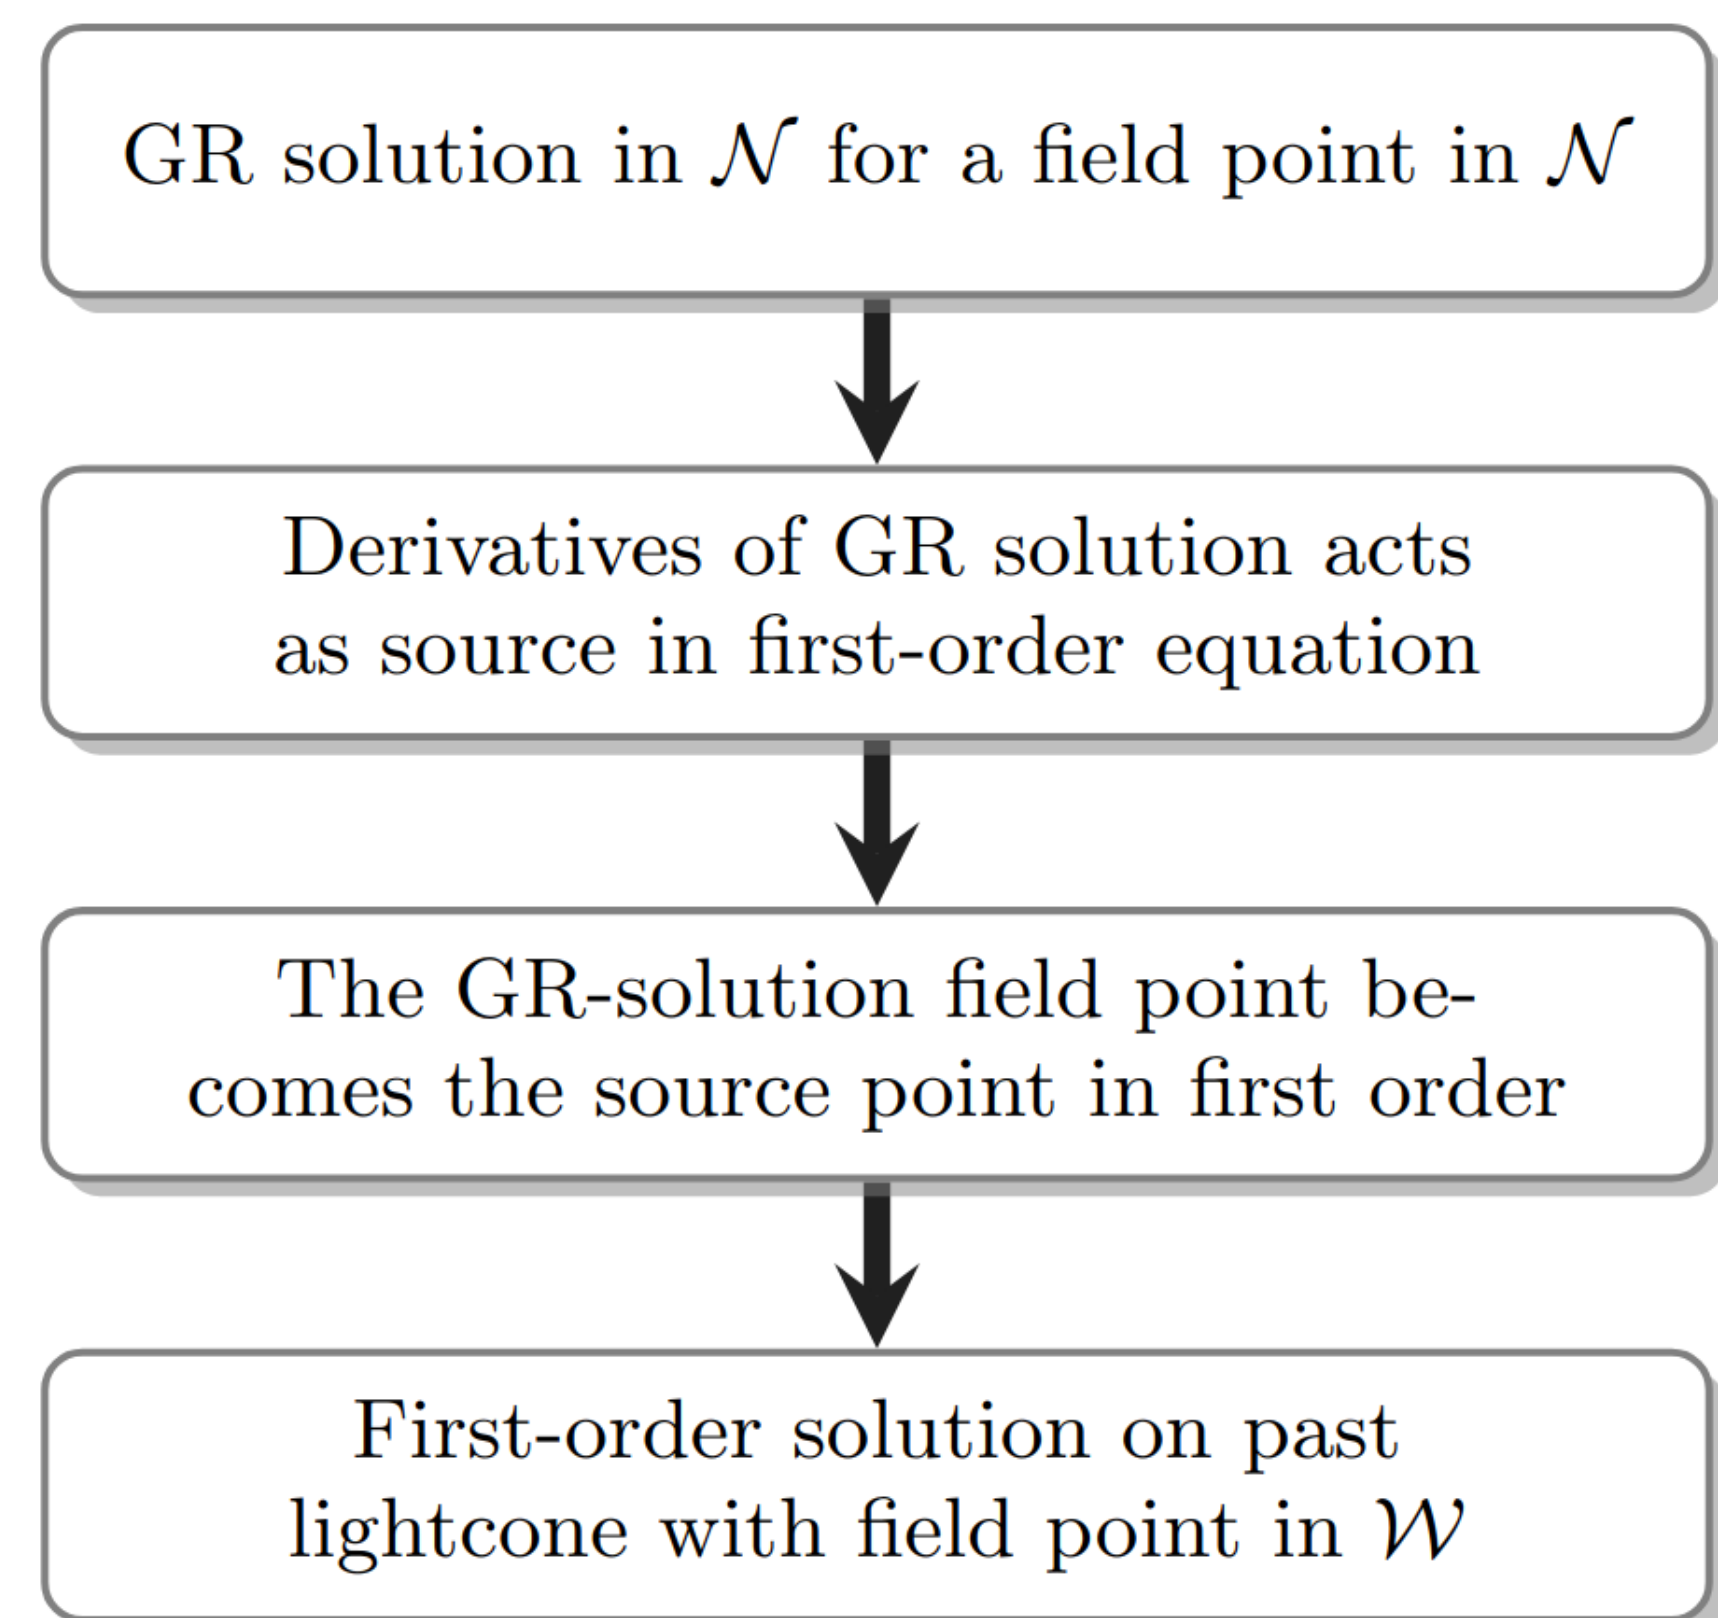 GR solution in 𝒩 for a field point in 𝒩
Derivatives of GR solution acts
as source in first-order equation
The GR-solution field point be-
comes the source point in first order
First-order solution on past
lightcone with field point in 𝒲